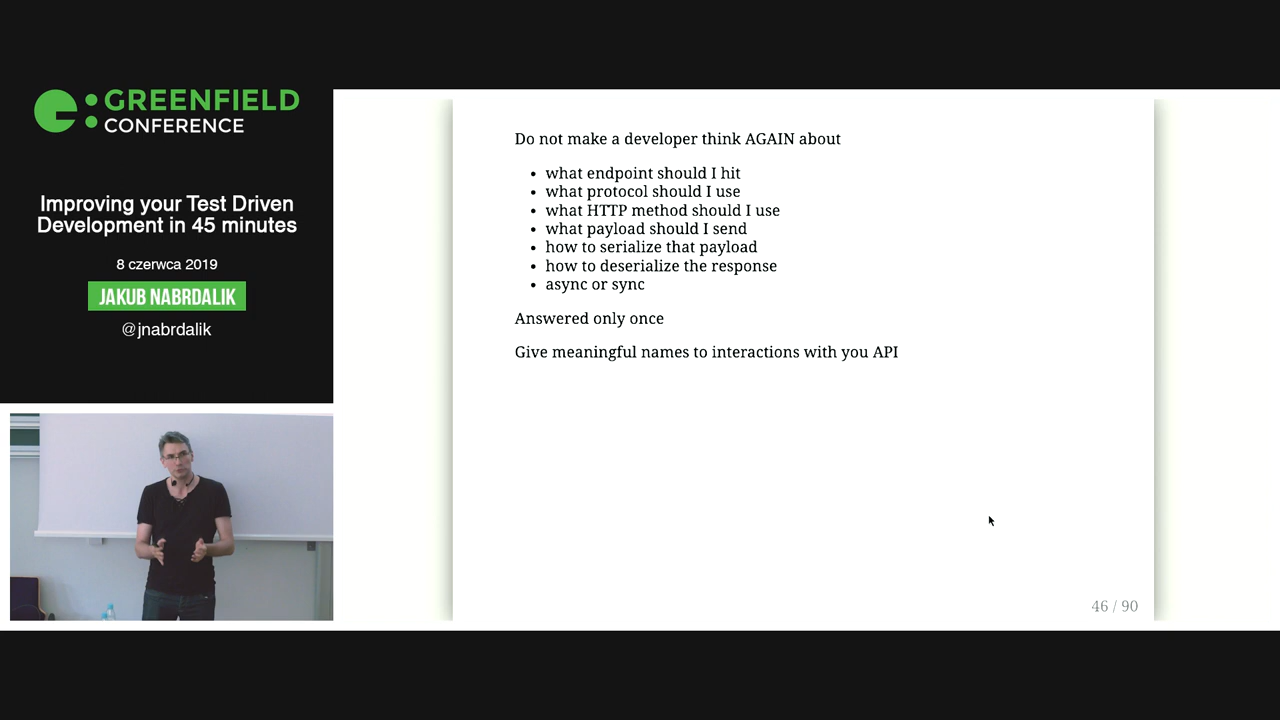 GREENFIELD
CONFERENCE
Improving your Test Driven
Development in 45 minutes
8 czerwca 2019
JAKUB NABRDALIK
@jnabrdalik
Do not make a developer think AGAIN about
• what endpoint should I hit
• what protocol should I use
• what HTTP method should I use
• what payload should I send
• how to serialize that payload
• how to deserialize the response
• async or sync
Answered only once
Give meaningful names to interactions with you API
46 / 90